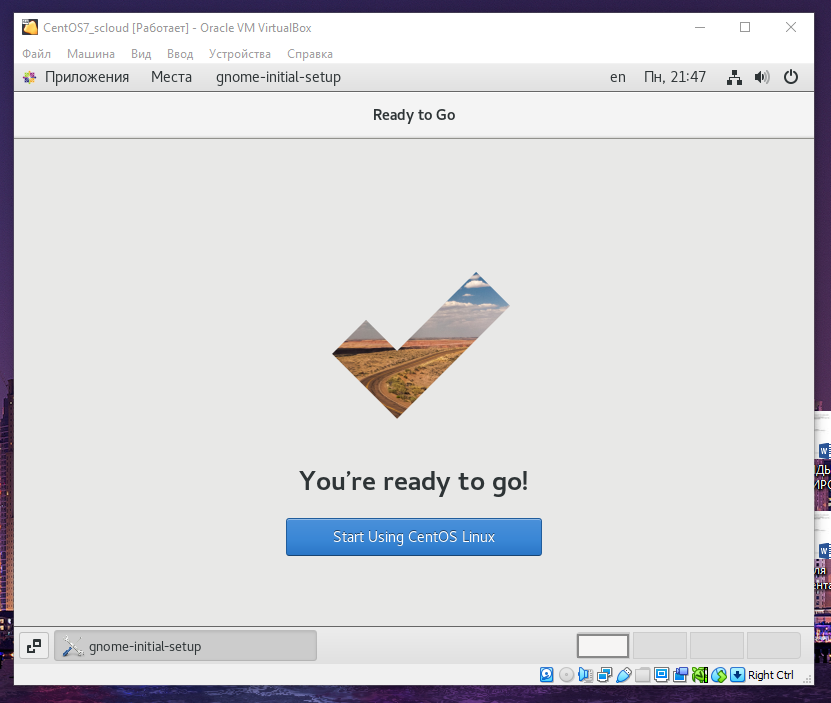 CentOS7_scloud [Работает] - Oracle VM VirtualBox
Файл Машина Вид Ввод Устройства Справка
Приложения Места gnome-initial-setup en Пн, 21:47
Ready to Go
You're ready to go!
Start Using CentOS Linux
gnome-initial-setup
Right Ctrl